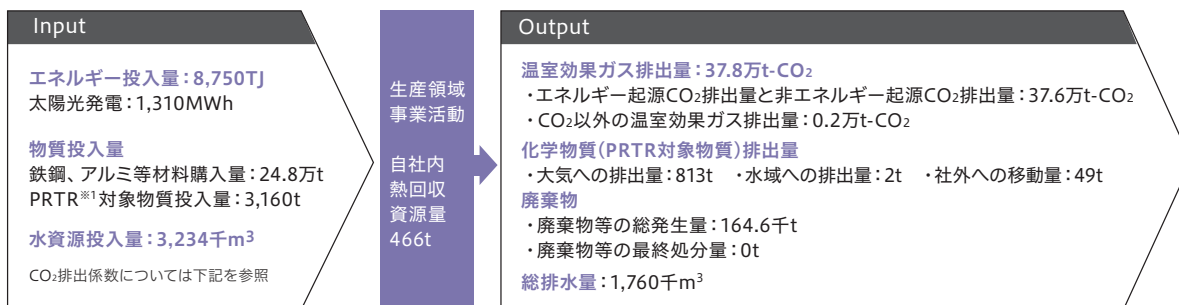 Input
エネルギー投入量：8,750TJ
太陽光発電：1,310MWh
物質投入量
鉄鋼、アルミ等材料購入量：24.8万t
PRTR※1対象物質投入量：3,160t
水資源投入量：3,234千m³
CO₂排出係数については下記を参照
生産領域
事業活動
自社内
熱回収
資源量
466t
Output
温室効果ガス排出量：37.8万t-CO₂
・エネルギー起源CO₂排出量と非エネルギー起源CO₂排出量：37.6万t-CO₂
・CO₂以外の温室効果ガス排出量：0.2万t-CO₂
化学物質（PRTR対象物質）排出量
・大気への排出量：813t ・水域への排出量：2t ・社外への移動量：49t
廃棄物
・廃棄物等の総発生量：164.6千t
・廃棄物等の最終処分量：0t
総排水量：1,760千m³